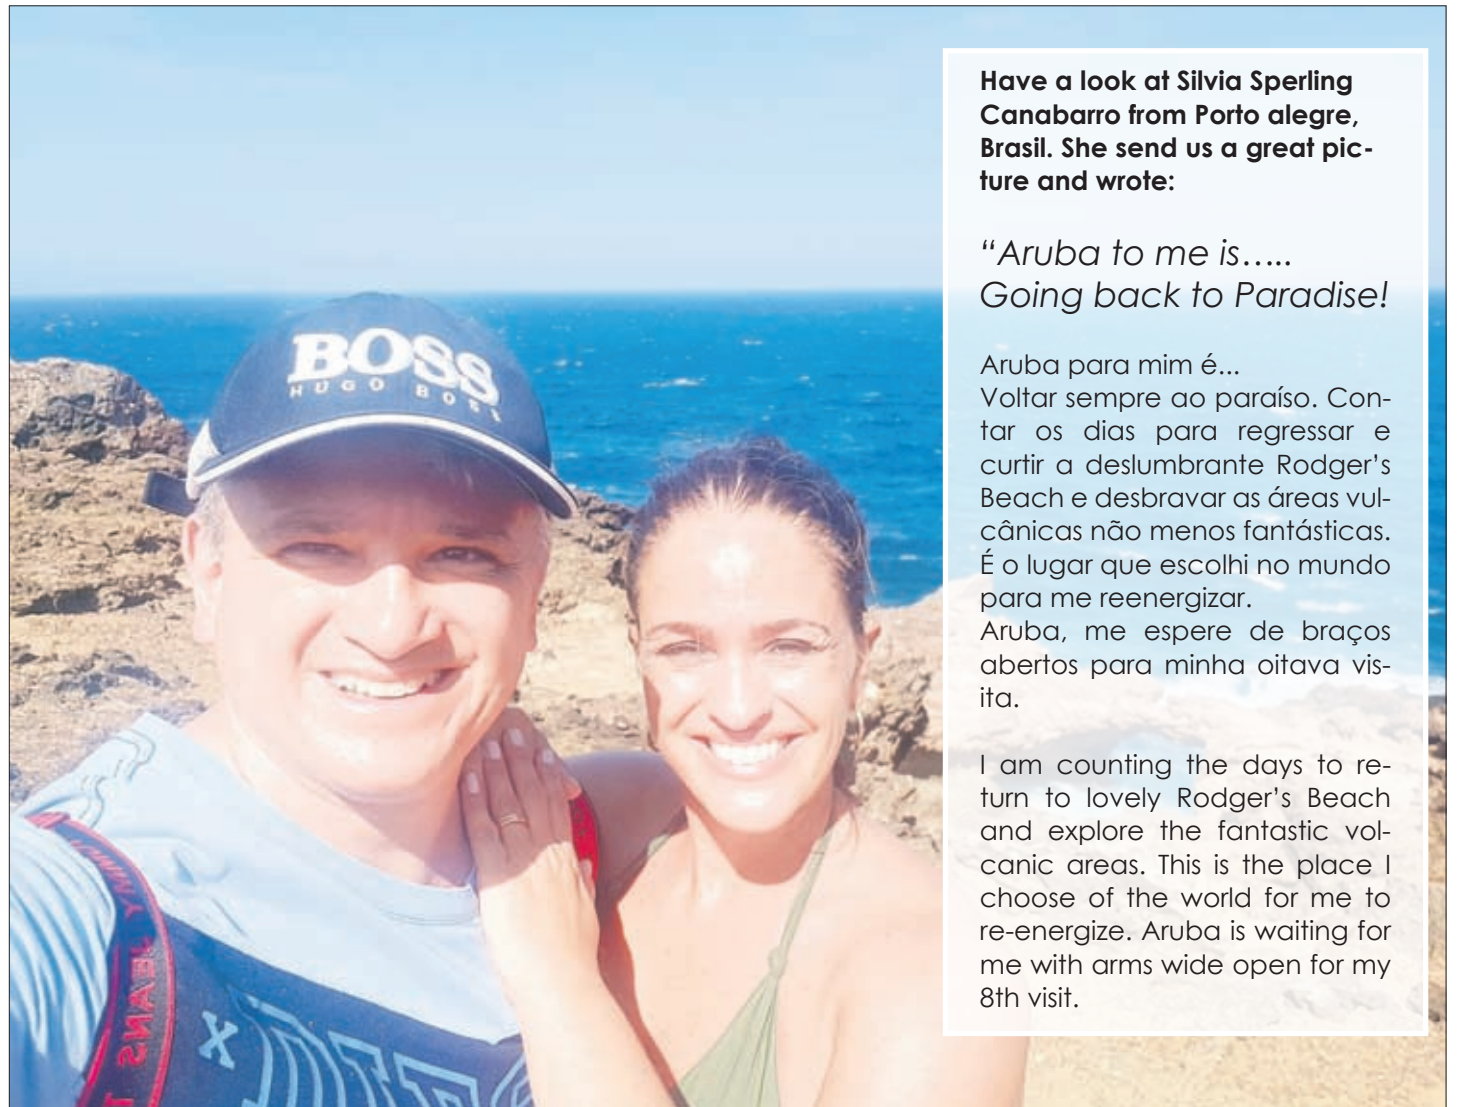 BOSS
HUGO BOSS
Have a look at Silvia Sperling
Canabarro from Porto alegre,
Brasil. She send us a great pic-
ture and wrote:
“Aruba to me is…..
Going back to Paradise!
Aruba para mim é...
Voltar sempre ao paraíso. Con-
tar os dias para regressar e
curtir a deslumbrante Rodger’s
Beach e desbravar as áreas vul-
cânicas não menos fantásticas.
É o lugar que escolhi no mundo
para me reenergizar.
Aruba, me espere de braços
abertos para minha oitava vis-
ita.
I am counting the days to re-
turn to lovely Rodger’s Beach
and explore the fantastic vol-
canic areas. This is the place I
choose of the world for me to
re-energize. Aruba is waiting for
me with arms wide open for my
8th visit.
JEANS